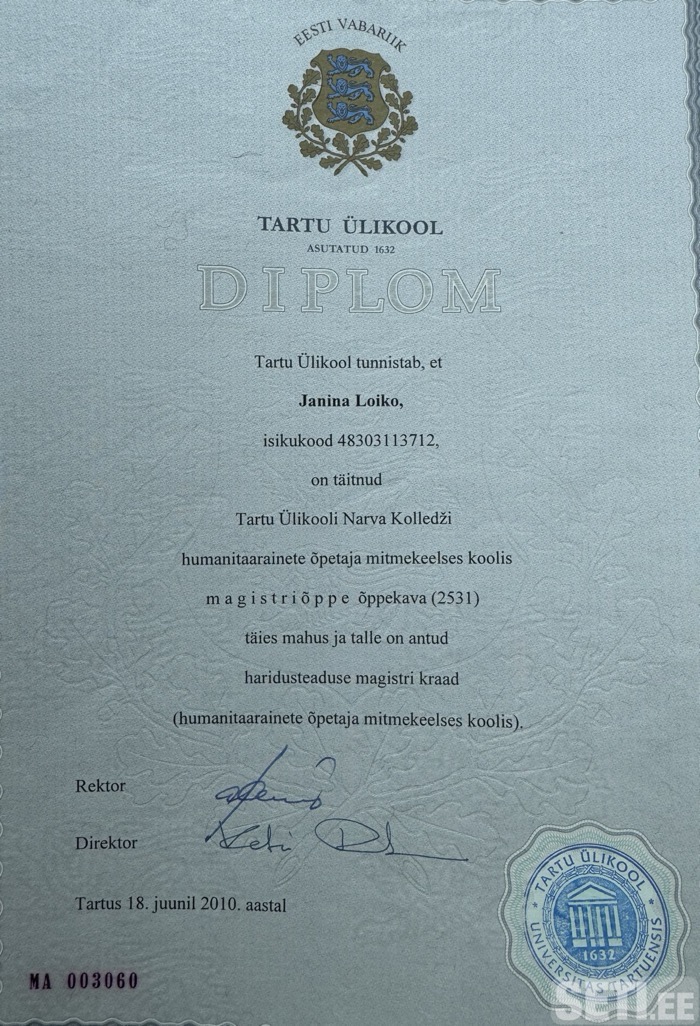 EESTI VABARIIK
TARTU ÜLIKOOL
ASUTATUD 1632
DIPLOM
Tartu Ülikool tunnistab, et
Janina Loiko,
isikukood 48303113712,
on täitnud
Tartu Ülikooli Narva Kolledži
humanitaarainete õpetaja mitmekeelses koolis
magistriõppe õppekava (2531)
täies mahus ja talle on antud
haridusteaduse magistri kraad
(humanitaarainete õpetaja mitmekeelses koolis).
Rektor
Direktor
Tartus 18. juunil 2010. aastal
MA 003060
TARTU ÜLIKOOL
UNIVERSITAS TARTUENSIS
1632
SETI.EE